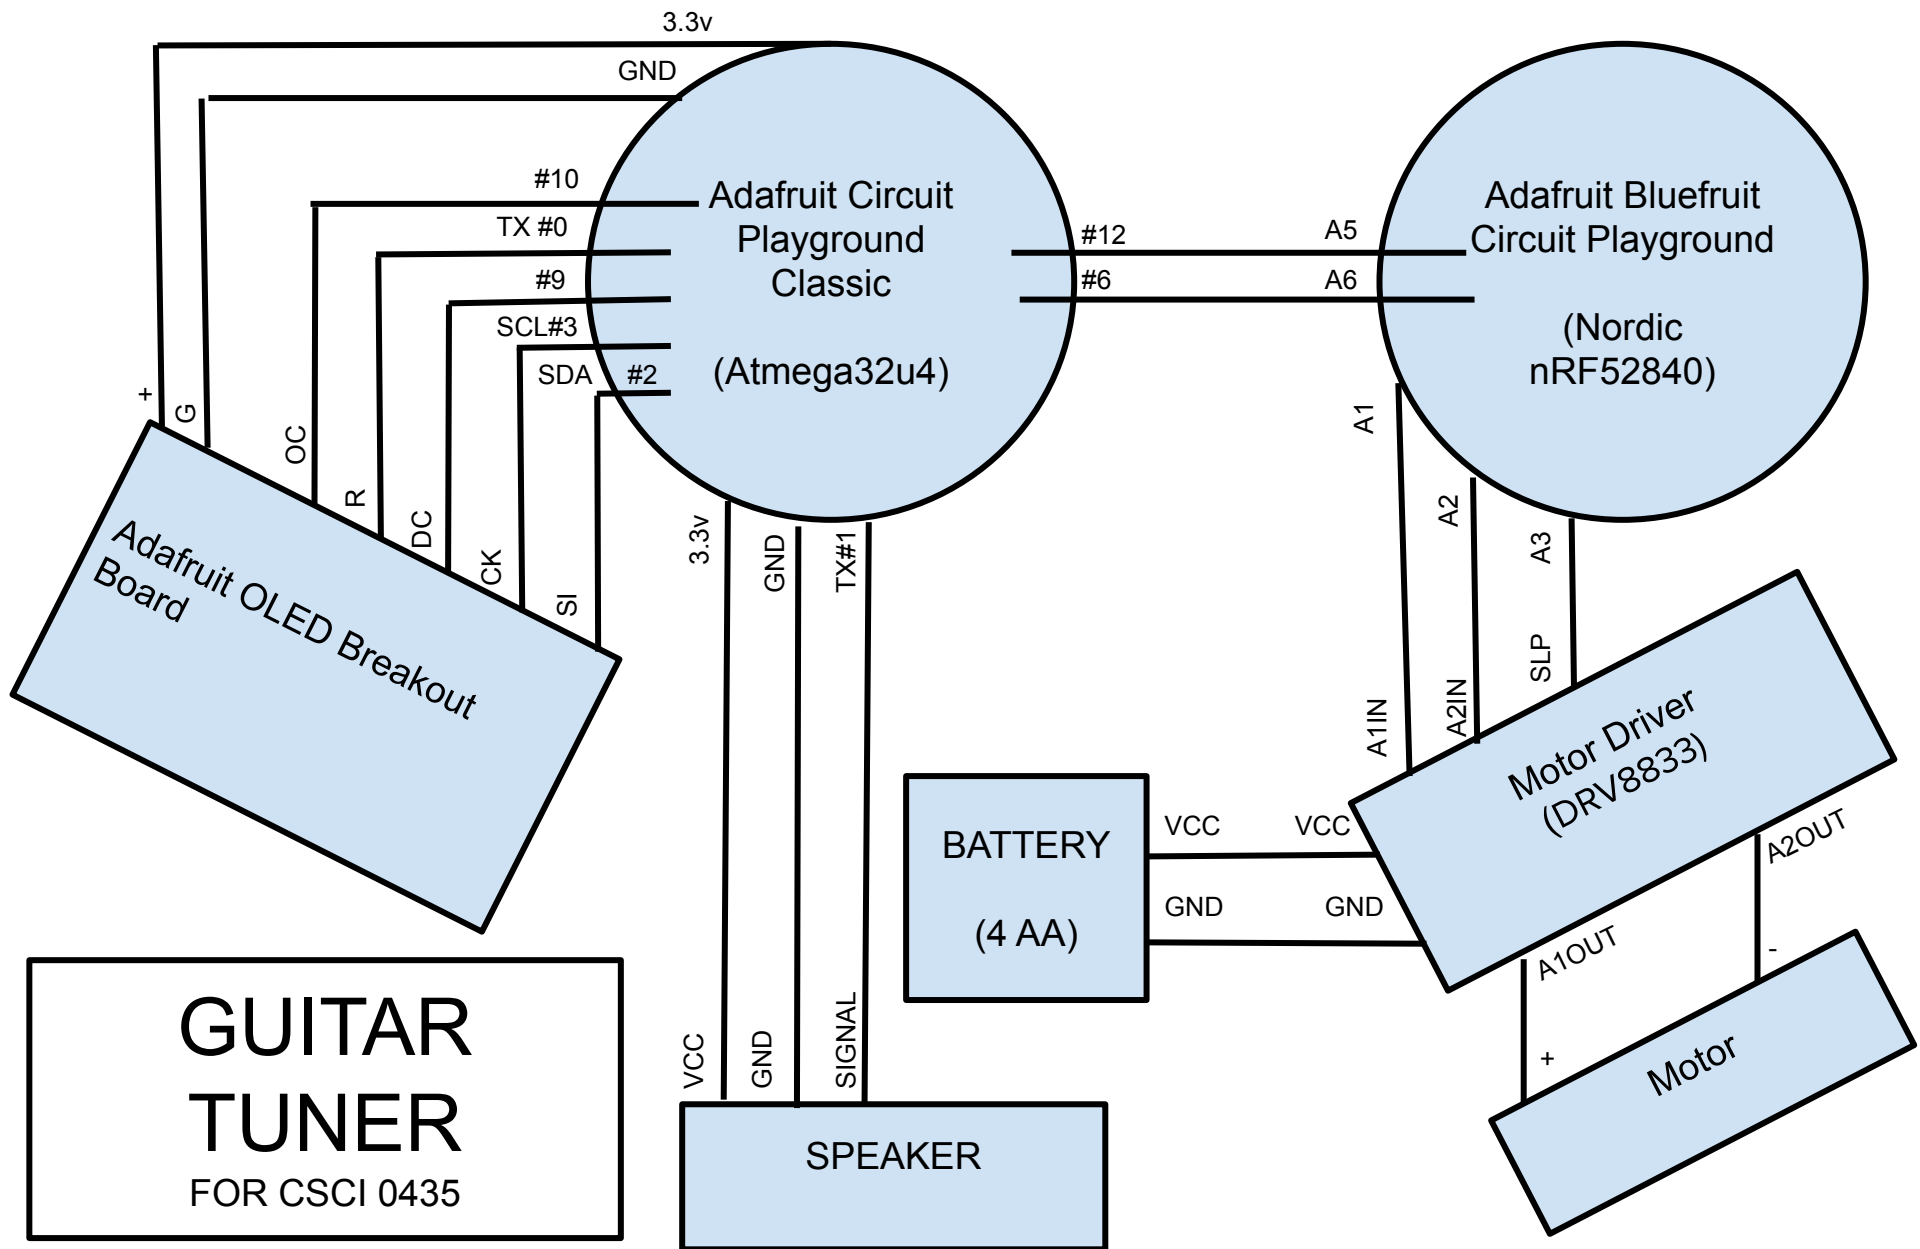 3.3v
GND
#10
TX #0
#9
SCL#3
SDA #2
+
G
OC
R
DC
CK
SI
Adafruit OLED Breakout
Board
Adafruit Circuit
Playground
Classic
(Atmega32u4)
#12
#6
A5
A6
Adafruit Bluefruit
Circuit Playground
(Nordic
nRF52840)
A1
A2
A3
A1IN
A2IN
SLP
Motor Driver
(DRV8833)
3.3v
GND
TX#1
VCC
GND
SIGNAL
SPEAKER
BATTERY
(4 AA)
VCC
VCC
GND
GND
A1OUT
A2OUT
+
-
Motor
GUITAR
TUNER
FOR CSCI 0435